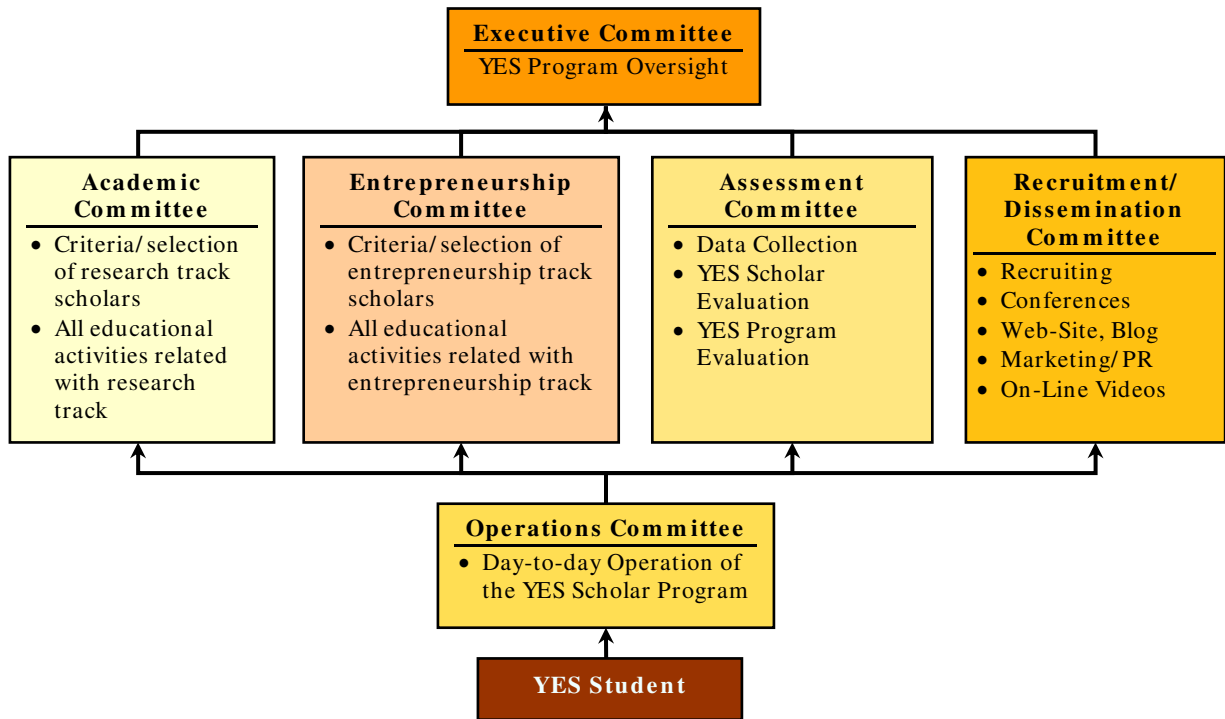 Executive Committee
YES Program Oversight
Academic
Committee
• Criteria/ selection
of research track
scholars
• All educational
activities related
with research
track
Entrepreneurship
Committee
• Criteria/ selection of
entrepreneurship track
scholars
• All educational
activities related with
entrepreneurship track
Assessment
Committee
• Data Collection
• YES Scholar
Evaluation
• YES Program
Evaluation
Recruitment/
Dissemination
Committee
• Recruiting
• Conferences
• Web-Site, Blog
• Marketing/ PR
• On-Line Videos
Operations Committee
• Day-to-day Operation of
the YES Scholar Program
YES Student